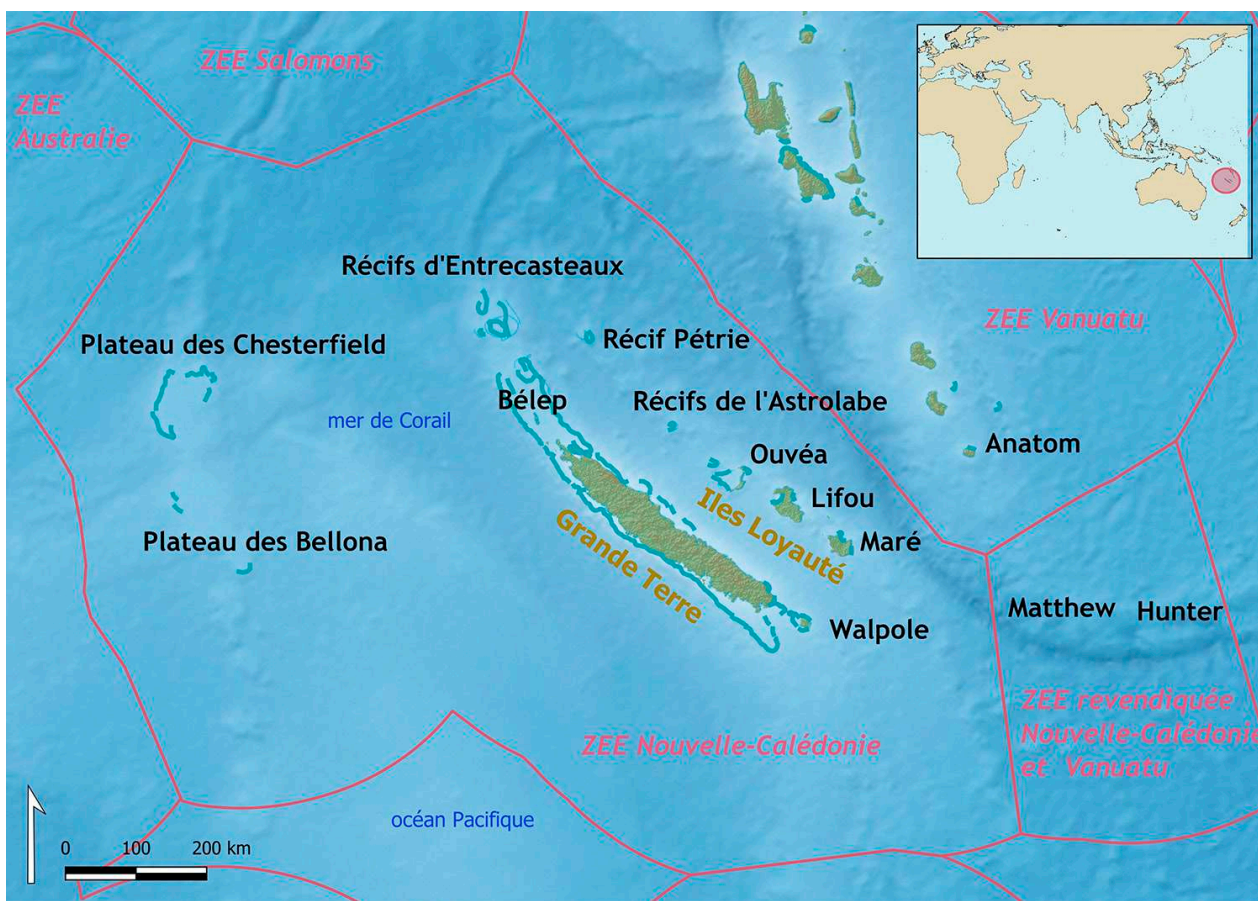 ZEE Salomons
ZEE
Australie
Récifs d'Entrecasteaux
ZEE Vanuatu
Récif Pétrie
Plateau des Chesterfield
Bélep
Récifs de l'Astrolabe
mer de Corail
Anatom
Ouvéa
Lifou
Iles Loyauté
Plateau des Bellona
Maré
Grande Terre
Matthew
Hunter
Walpole
ZEE revendiquée
Nouvelle-Calédonie
et Vanuatu
ZEE Nouvelle-Calédonie
océan Pacifique
0 100 200 km